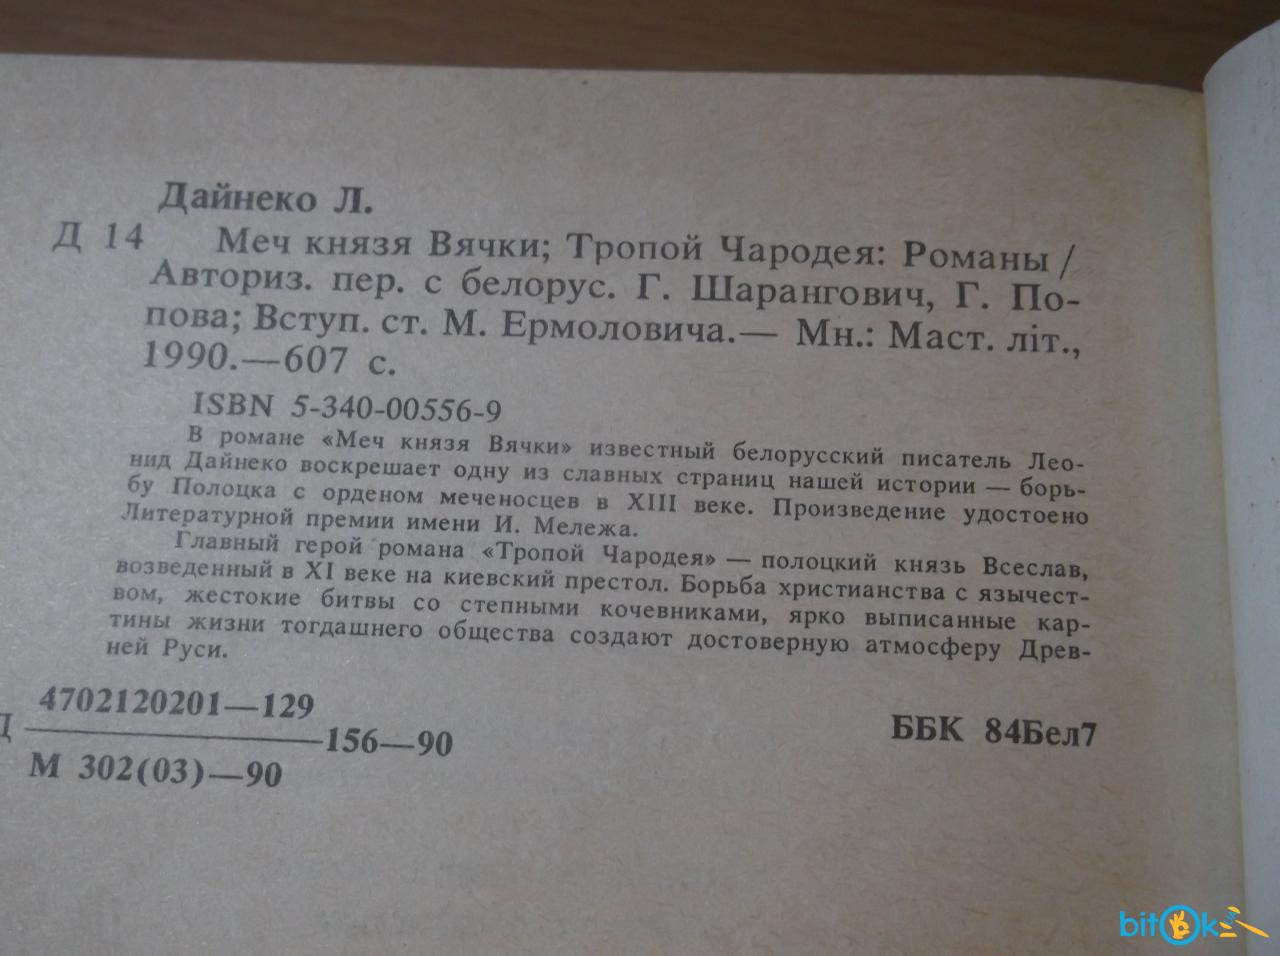 Дайнеко Л.
Д 14 Меч князя Вячки; Тропой Чародея: Романы /
Авториз. пер. с белорус. Г. Шарангович, Г. По-
пова; Вступ. ст. М. Ермоловича.— Мн.: Маст. літ.,
1990.—607 с.
ISBN 5-340-00556-9
В романе «Меч князя Вячки» известный белорусский писатель Лео-
нид Дайнеко воскрешает одну из славных страниц нашей истории — борь-
бу Полоцка с орденом меченосцев в XIII веке. Произведение удостоено
Литературной премии имени И. Мележа.
Главный герой романа «Тропой Чародея» — полоцкий князь Всеслав,
возведенный в XI веке на киевский престол. Борьба христианства с язычест-
вом, жестокие битвы со степными кочевниками, ярко выписанные кар-
тины жизни тогдашнего общества создают достоверную атмосферу Древ-
ней Руси.
4702120201—129
Д 156—90
М 302(03)—90
ББК 84Бел7
bitok